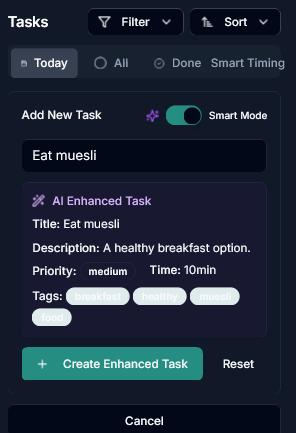 Tasks Filter Sort
Today All Done Smart Timing
Add New Task Smart Mode
Eat muesli
AI Enhanced Task
Title: Eat muesli
Description: A healthy breakfast option.
Priority: medium Time: 10min
Tags: breakfast healthy muesli
food
+ Create Enhanced Task Reset
Cancel